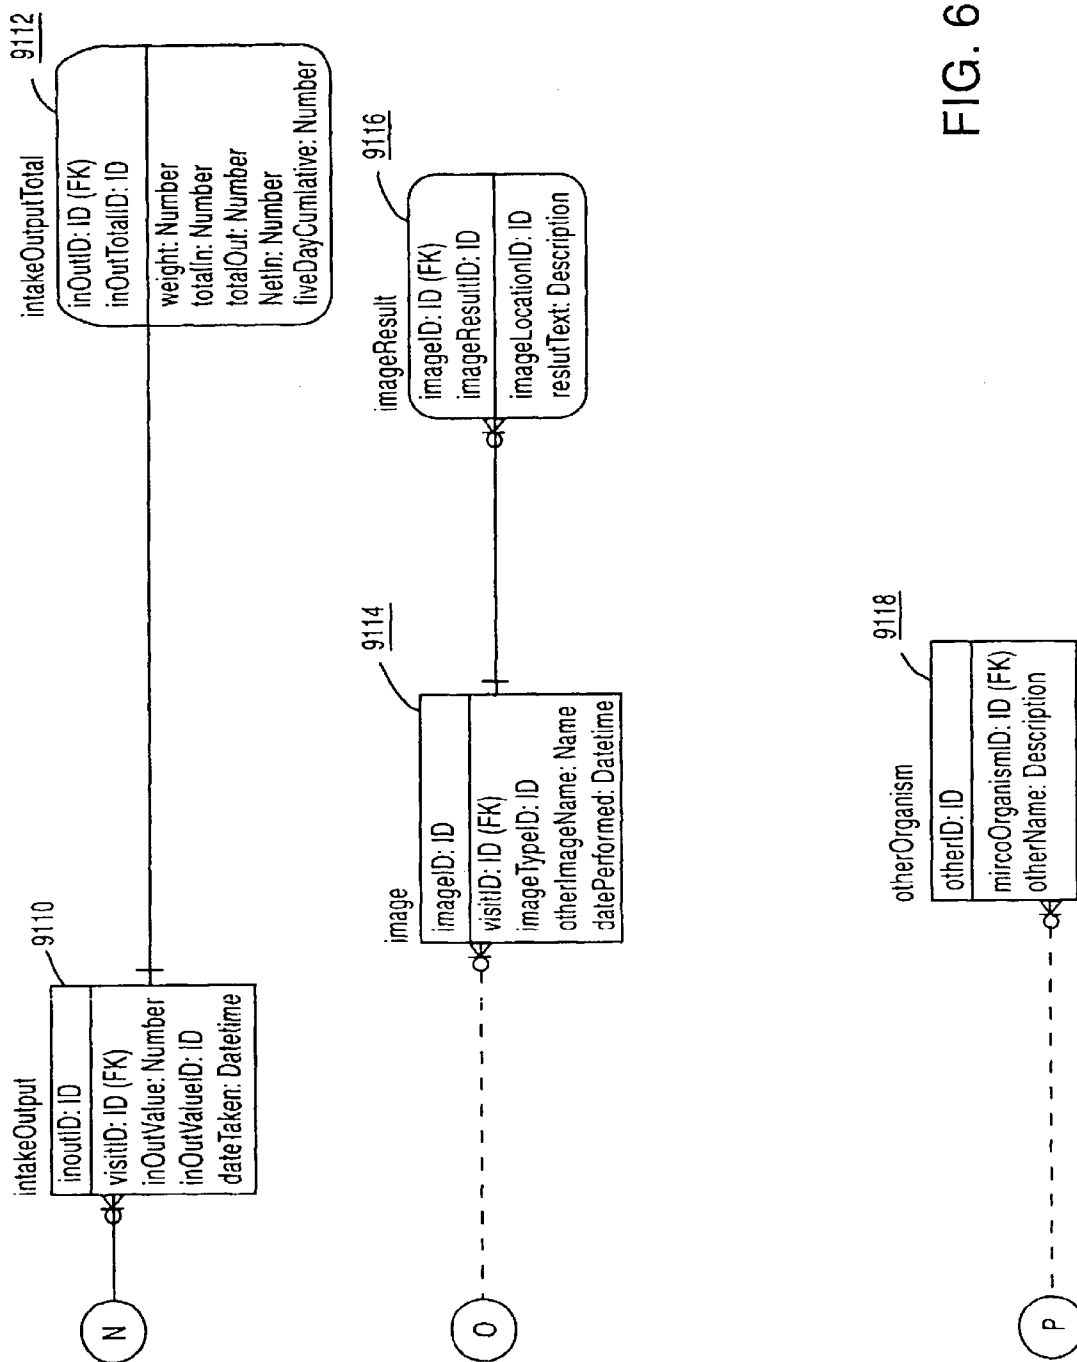 N
intakeOutput
9110
inoutID: ID
visitID: ID (FK)
inOutValue: Number
inOutValueID: ID
dateTaken: Datetime
intakeOutputTotal
9112
inOutID: ID (FK)
inOutTotalID: ID
weight: Number
totalIn: Number
totalOut: Number
NetIn: Number
fiveDayCumlative: Number
O
image
9114
imageID: ID
visitID: ID (FK)
imageTypeID: ID
otherImageName: Name
datePerformed: Datetime
imageResult
9116
imageID: ID (FK)
imageResultID: ID
imageLocationID: ID
reslutText: Description
P
otherOrganism
9118
otherID: ID
mircoOrganismID: ID (FK)
otherName: Description
FIG. 6